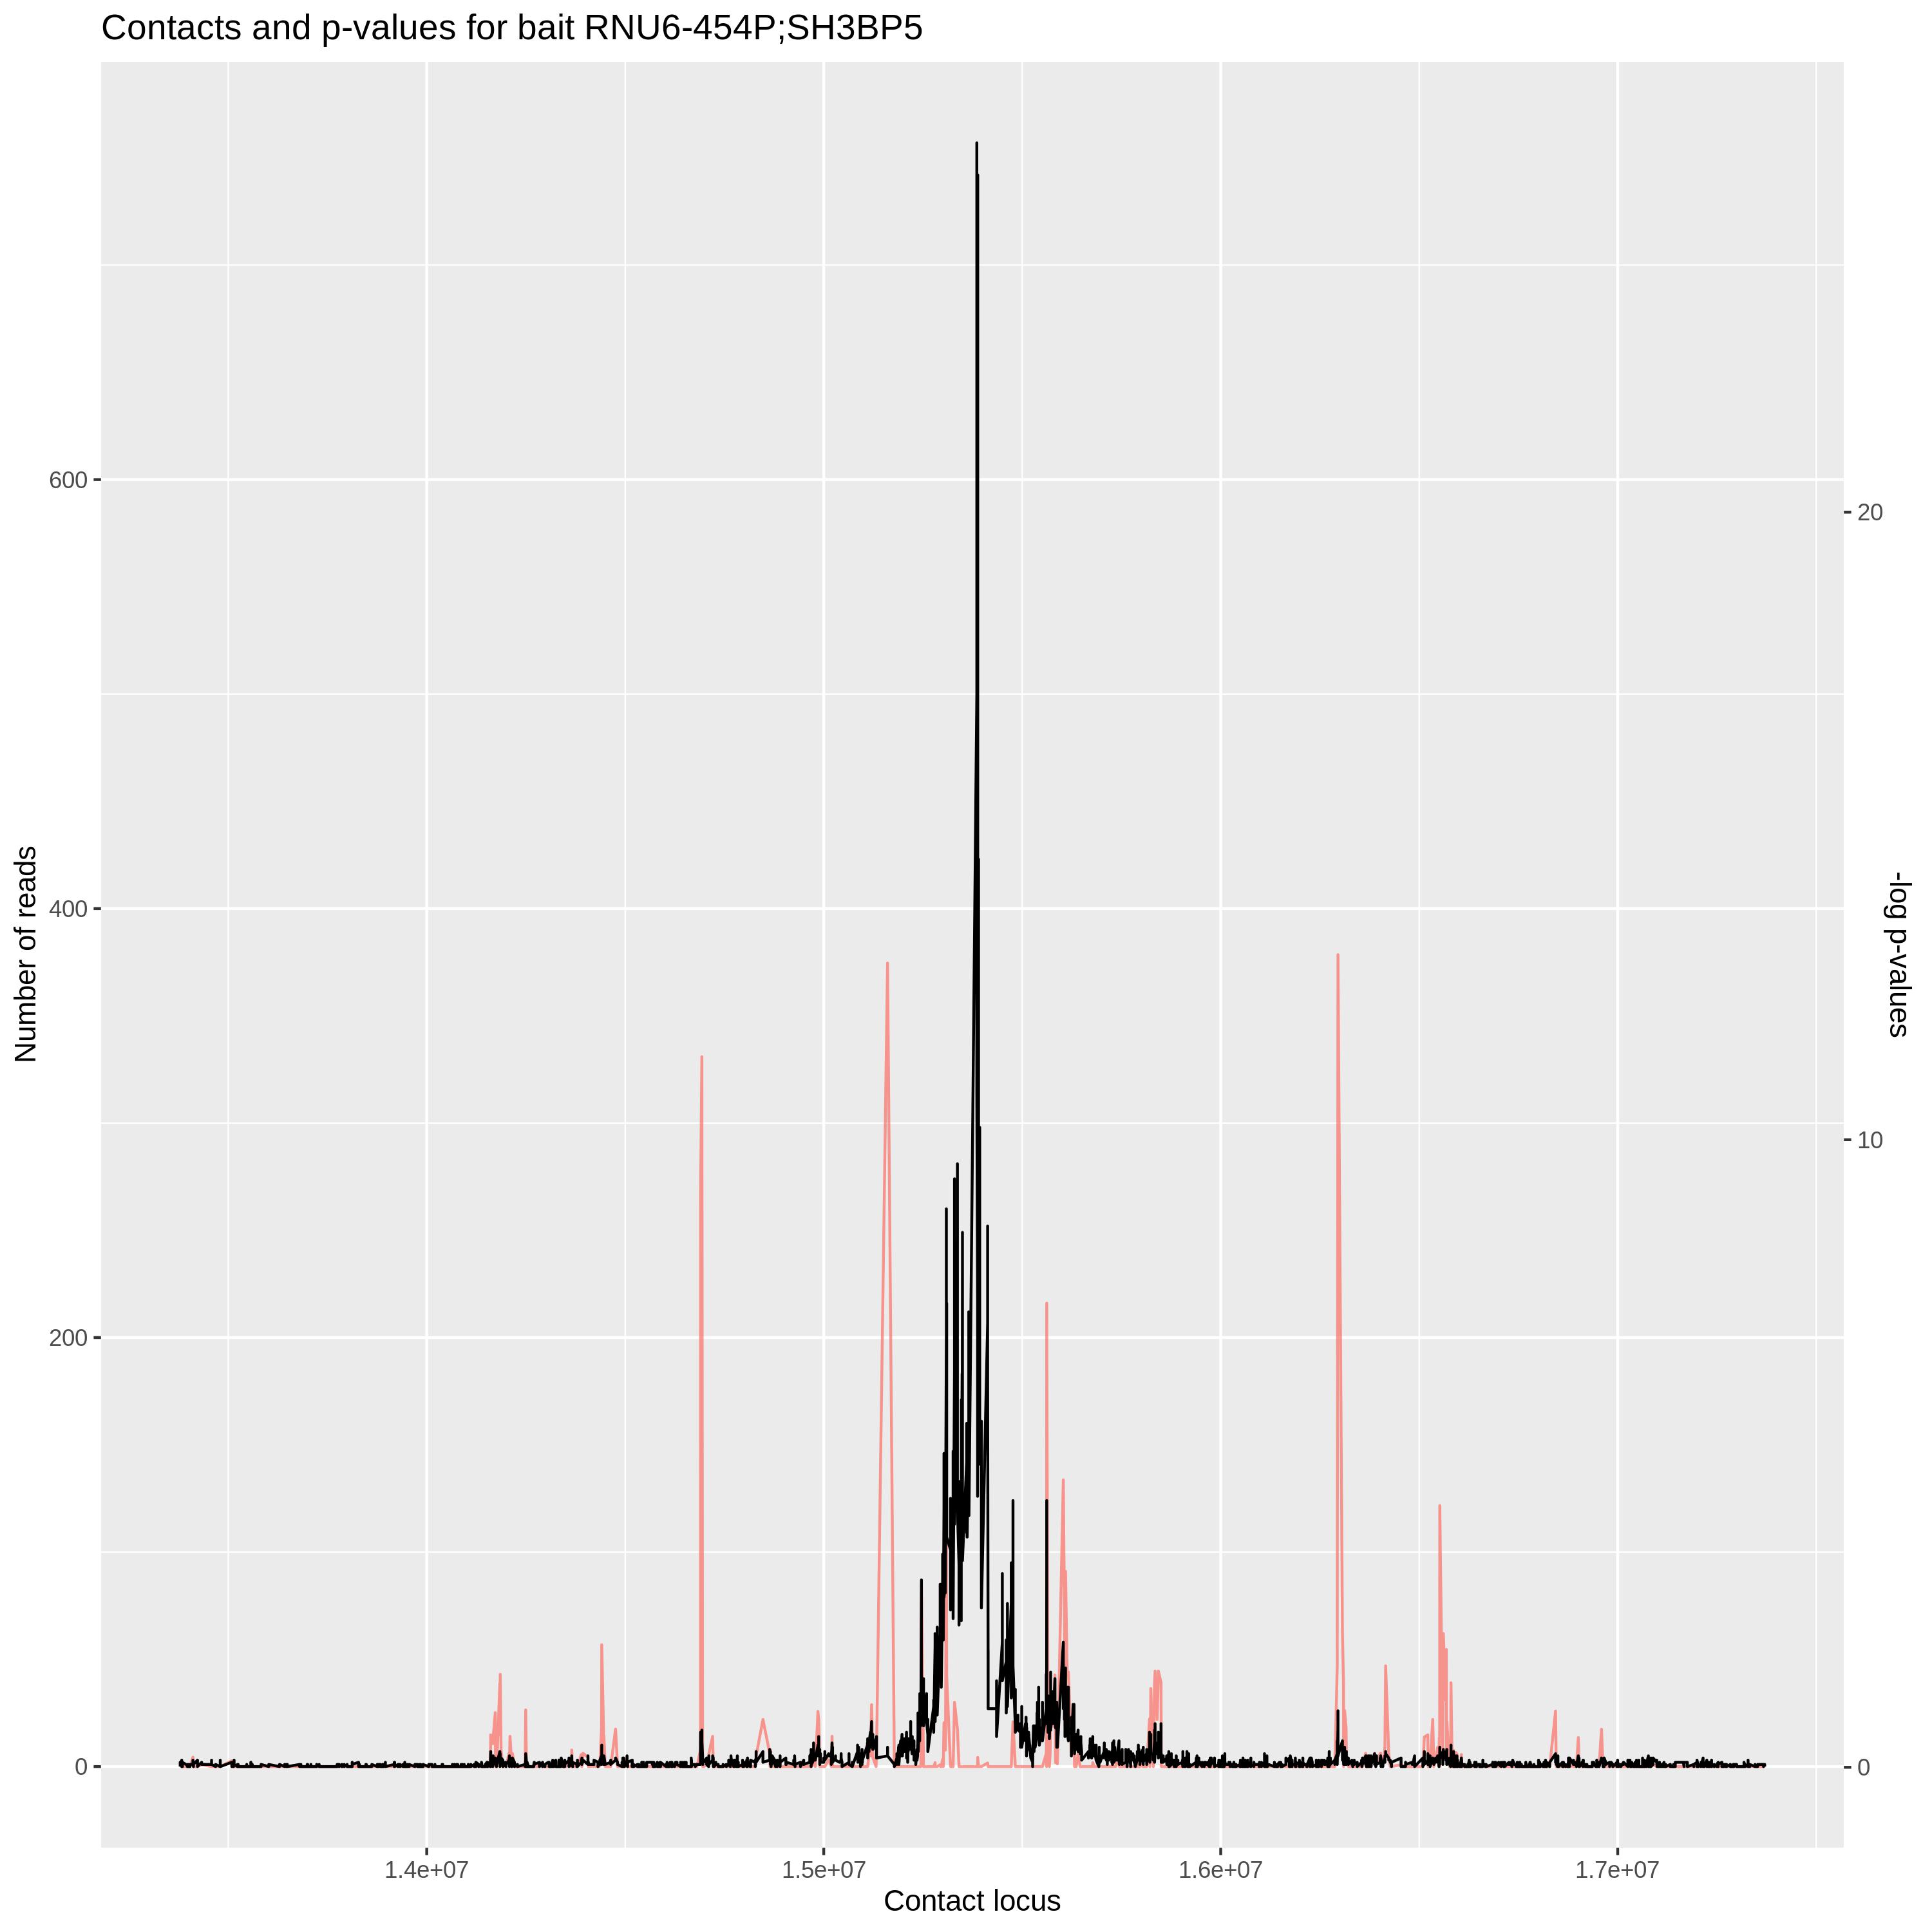 Contacts and p-values for bait RNU6-454P;SH3BP5
600
400
200
0
20
10
0
Number of reads
-log p-values
1.4e+07 1.5e+07 1.6e+07 1.7e+07
Contact locus